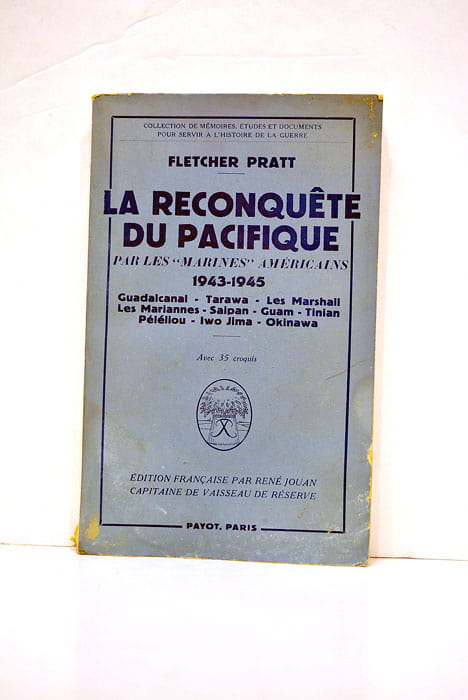 COLLECTION DE MÉMOIRES, ÉTUDES ET DOCUMENTS
POUR SERVIR A L'HISTOIRE DE LA GUERRE
FLETCHER PRATT
LA RECONQUÊTE
DU PACIFIQUE
PAR LES "MARINES" AMÉRICAINS
1943-1945
Guadalcanal - Tarawa - Les Marshall
Les Mariannes - Saipan - Guam - Tinian
Péléliou - Iwo Jima - Okinawa
Avec 35 croquis
ÉDITION FRANÇAISE PAR RENÉ JOUAN
CAPITAINE DE VAISSEAU DE RÉSERVE
PAYOT, PARIS